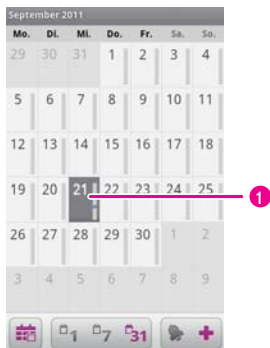 September 2011
Mo. Di. Mi. Do. Fr. Sa. So.
29 30 31 1 2 3 4
5 6 7 8 9 10 11
12 13 14 15 16 17 18
19 20 21 22 23 24 25
1
26 27 28 29 30 1 2
3 4 5 6 7 8 9
1 7 31